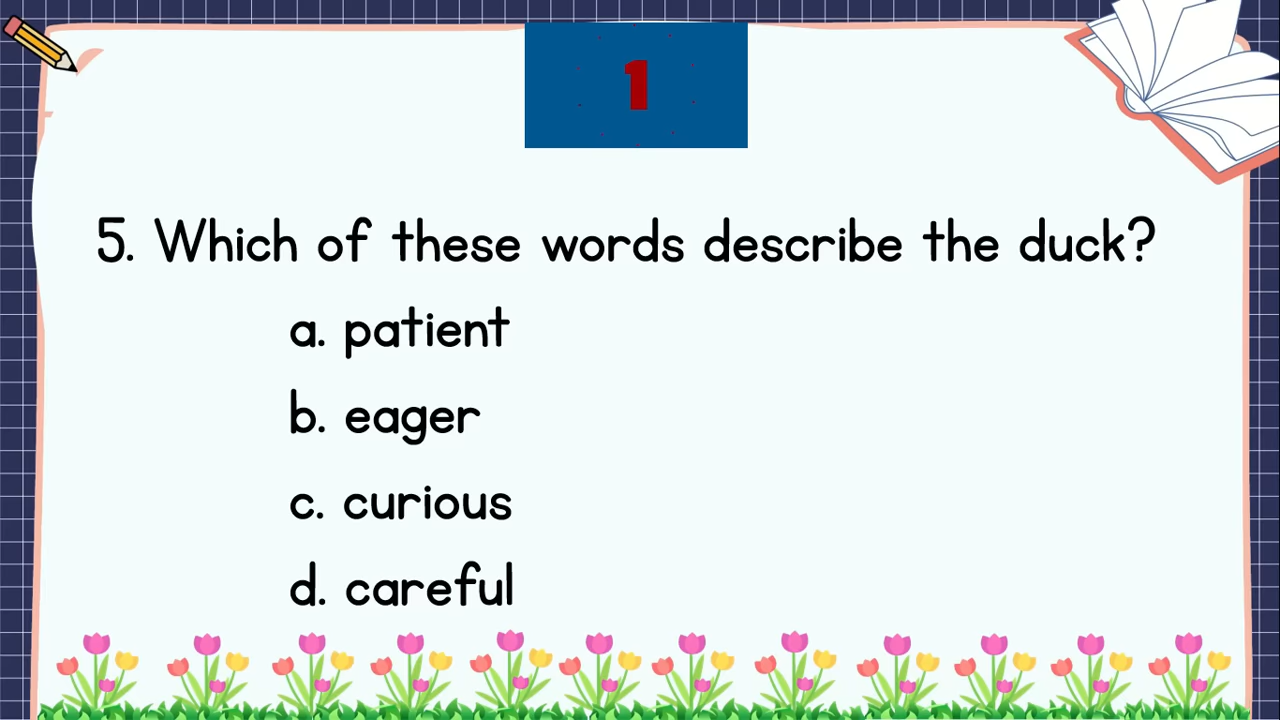 1
5. Which of these words describe the duck?
a. patient
b. eager
c. curious
d. careful